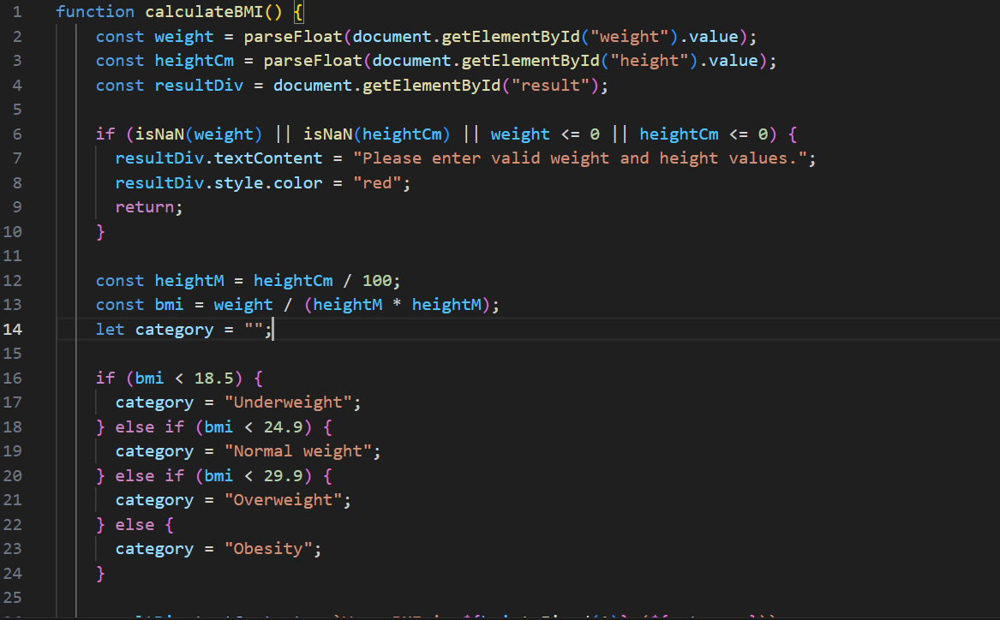 1 function calculateBMI() {
2 const weight = parseFloat(document.getElementById("weight").value);
3 const heightCm = parseFloat(document.getElementById("height").value);
4 const resultDiv = document.getElementById("result");
5
6 if (isNaN(weight) || isNaN(heightCm) || weight <= 0 || heightCm <= 0) {
7 resultDiv.textContent = "Please enter valid weight and height values.";
8 resultDiv.style.color = "red";
9 return;
10 }
11
12 const heightM = heightCm / 100;
13 const bmi = weight / (heightM * heightM);
14 let category = "";
15
16 if (bmi < 18.5) {
17 category = "Underweight";
18 } else if (bmi < 24.9) {
19 category = "Normal weight";
20 } else if (bmi < 29.9) {
21 category = "Overweight";
22 } else {
23 category = "Obesity";
24 }
25